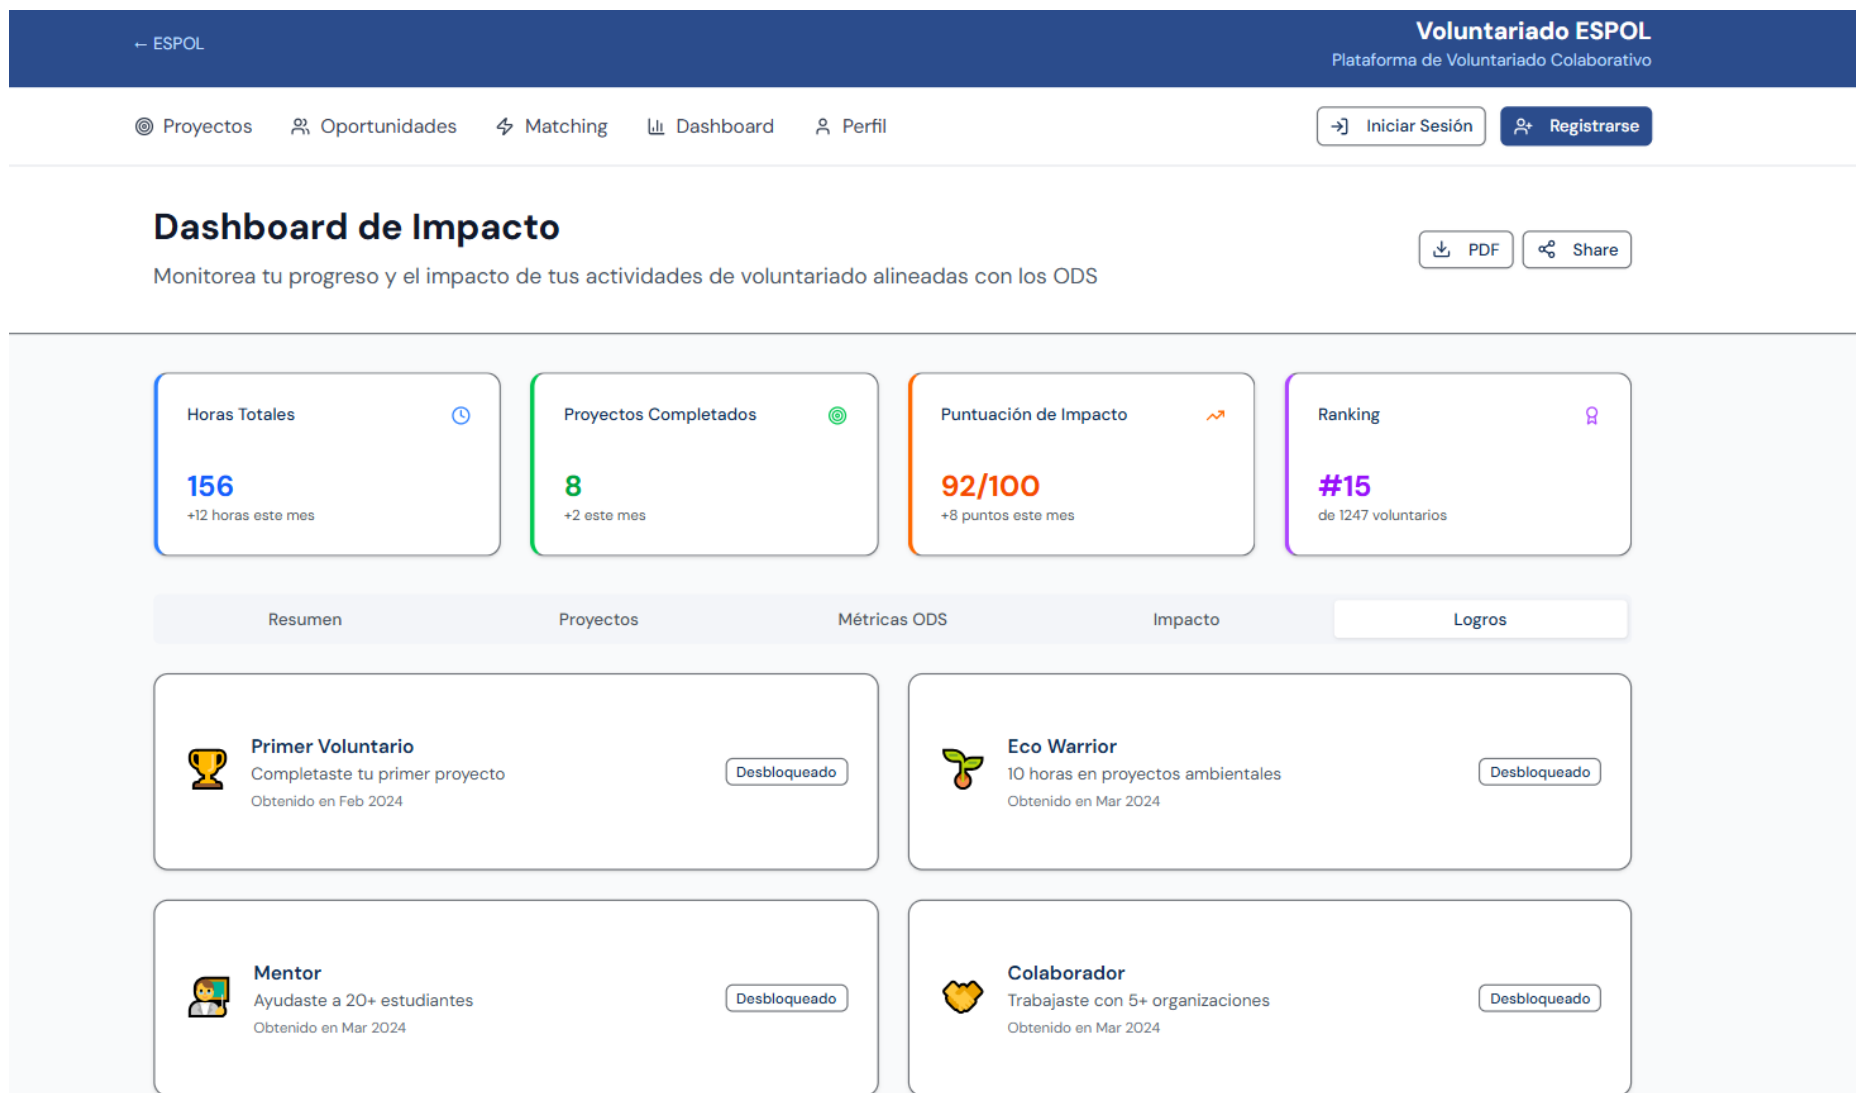 ← ESPOL
Voluntariado ESPOL
Plataforma de Voluntariado Colaborativo
Proyectos Oportunidades Matching Dashboard Perfil Iniciar Sesión Registrarse
Dashboard de Impacto
Monitorea tu progreso y el impacto de tus actividades de voluntariado alineadas con los ODS
PDF Share
Horas Totales
156
+12 horas este mes
Proyectos Completados
8
+2 este mes
Puntuación de Impacto
92/100
+8 puntos este mes
Ranking
#15
de 1247 voluntarios
Resumen Proyectos Métricas ODS Impacto Logros
Primer Voluntario
Completaste tu primer proyecto
Obtenido en Feb 2024
Desbloqueado
Eco Warrior
10 horas en proyectos ambientales
Obtenido en Mar 2024
Desbloqueado
Mentor
Ayudaste a 20+ estudiantes
Obtenido en Mar 2024
Desbloqueado
Colaborador
Trabajaste con 5+ organizaciones
Obtenido en Mar 2024
Desbloqueado